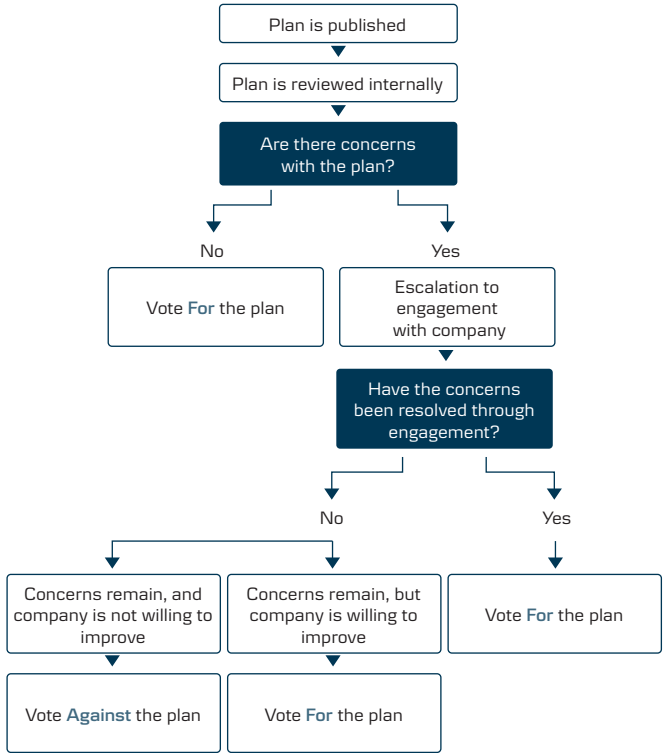 Plan is published
Plan is reviewed internally
Are there concerns
with the plan?
No
Yes
Vote For the plan
Escalation to
engagement
with company
Have the concerns
been resolved through
engagement?
No
Yes
Concerns remain, and
company is not willing to
improve
Concerns remain, but
company is willing to
improve
Vote For the plan
Vote Against the plan
Vote For the plan